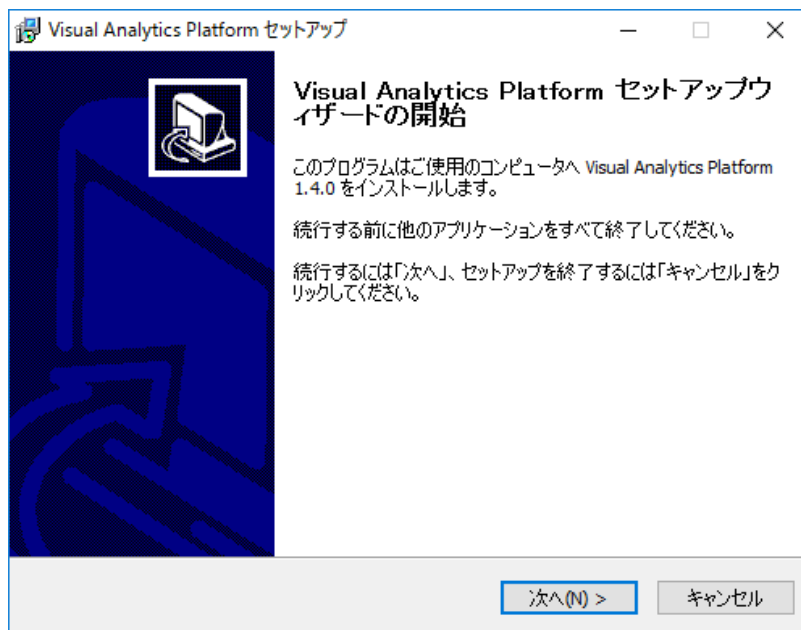 Visual Analytics Platform セットアップ
Visual Analytics Platform セットアップウ
ィザードの開始
このプログラムはご使用のコンピュータへ Visual Analytics Platform
1.4.0 をインストールします。
続行する前に他のアプリケーションをすべて終了してください。
続行するには「次へ」、セットアップを終了するには「キャンセル」をク
リックしてください。
次へ(N) >
キャンセル